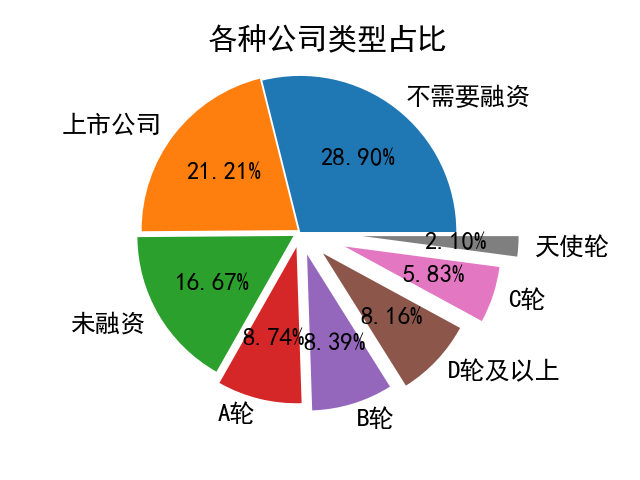 各种公司类型占比
不需要融资
28.90%
上市公司
21.21%
未融资
16.67%
A轮
8.74%
B轮
8.39%
D轮及以上
8.16%
C轮
5.83%
天使轮
2.10%